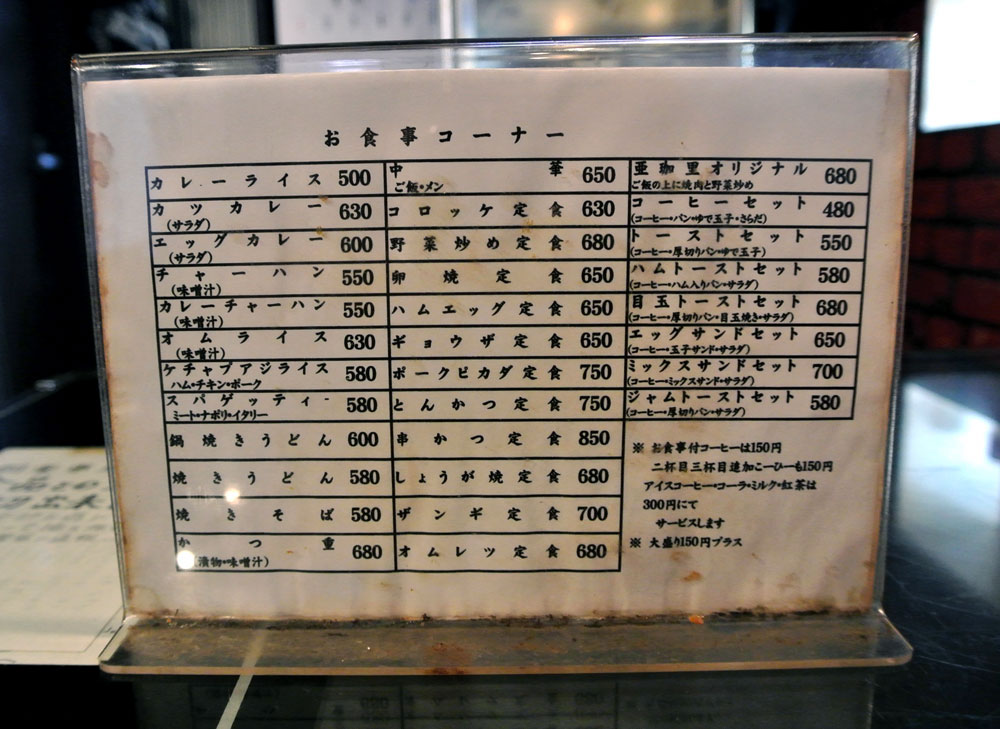 お食事コーナー
カレーライス 500
カツカレー 630
(サラダ)
エッグカレー 600
(サラダ)
チャーハン 550
(味噌汁)
カレーチャーハン 550
(味噌汁)
オムライス 630
(味噌汁)
ケチャプアジライス 580
ハム・チキン・ポーク
スパゲッティー 580
ミート・ナポリ・イタリー
鍋焼きうどん 600
焼きうどん 580
焼きそば 580
かつ重 680
漬物・味噌汁)
中華 650
ご飯・メン
コロッケ定食 630
野菜炒め定食 680
卵焼定食 650
ハムエッグ定食 650
ギョウザ定食 650
ポークピカダ定食 750
とんかつ定食 750
串かつ定食 850
しょうが焼定食 680
ザンギ定食 700
オムレツ定食 680
亜珈里オリジナル 680
ご飯の上に焼肉と野菜炒め
コーヒーセット 480
(コーヒー・パン・ゆで玉子・さらだ)
トーストセット 550
(コーヒー・厚切りパン・ゆで玉子)
ハムトーストセット 580
(コーヒー・ハム入りパン・サラダ)
目玉トーストセット 680
(コーヒー・厚切りパン・目玉焼き・サラダ)
エッグサンドセット 650
(コーヒー・玉子サンド・サラダ)
ミックスサンドセット 700
(コーヒー・ミックスサンド・サラダ)
ジャムトーストセット 580
(コーヒー・厚切りパン・サラダ)
※ お食事付コーヒーは150円
二杯目三杯目追加こーひーも150円
アイスコーヒー・コーラ・ミルク・紅茶は
300円にて
サービスします
※ 大盛り150円プラス